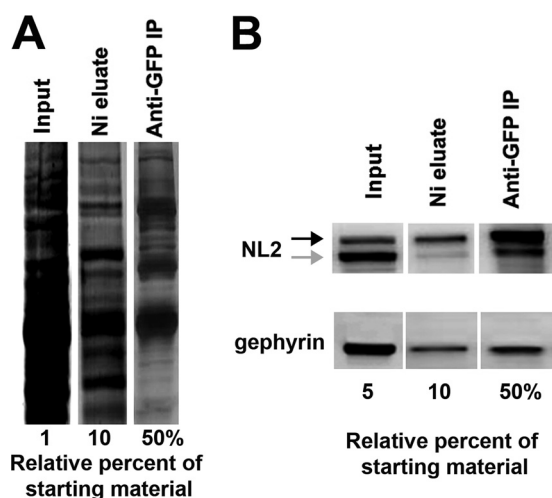 A
Input
Ni eluate
Anti-GFP IP
1 10 50%
Relative percent of
starting material
B
Input
Ni eluate
Anti-GFP IP
NL2
gephyrin
5 10 50%
Relative percent of
starting material